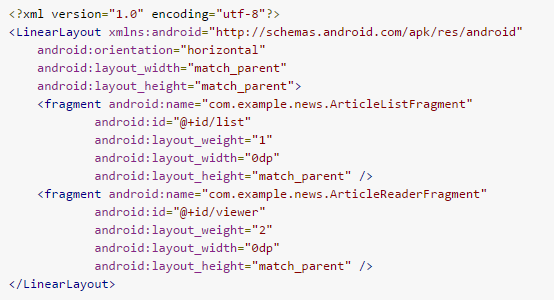 <?xml version="1.0" encoding="utf-8"?>
<LinearLayout xmlns:android="http://schemas.android.com/apk/res/android"
    android:orientation="horizontal"
    android:layout_width="match_parent"
    android:layout_height="match_parent">
    <fragment android:name="com.example.news.ArticleListFragment"
            android:id="@+id/list"
            android:layout_weight="1"
            android:layout_width="0dp"
            android:layout_height="match_parent" />
    <fragment android:name="com.example.news.ArticleReaderFragment"
            android:id="@+id/viewer"
            android:layout_weight="2"
            android:layout_width="0dp"
            android:layout_height="match_parent" />
</LinearLayout>